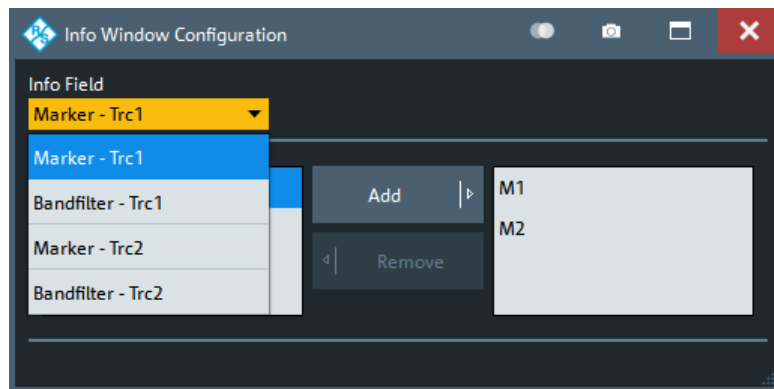 Info Window Configuration
Info Field
Marker - Trc1
Marker - Trc1
Bandfilter - Trc1
Marker - Trc2
Bandfilter - Trc2
Add
Remove
M1
M2